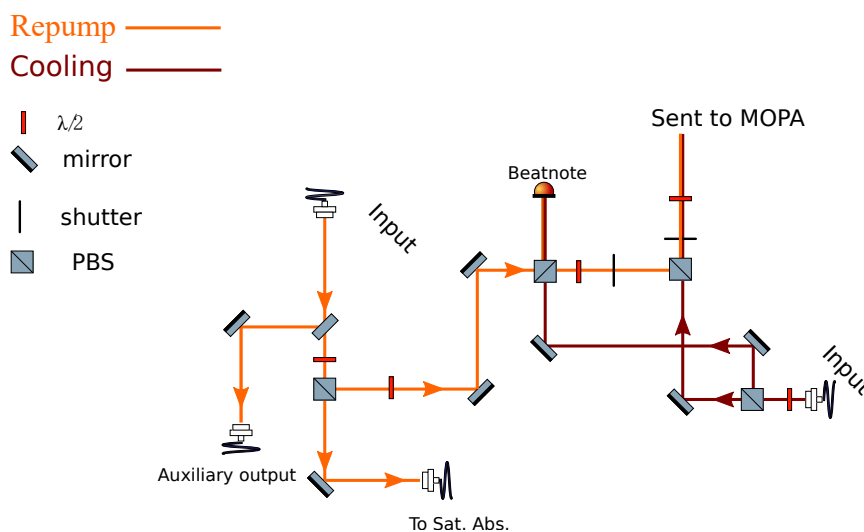 Repump
Cooling
λ/2
mirror
shutter
PBS
Sent to MOPA
Beatnote
Input
Input
Auxiliary output
To Sat. Abs.